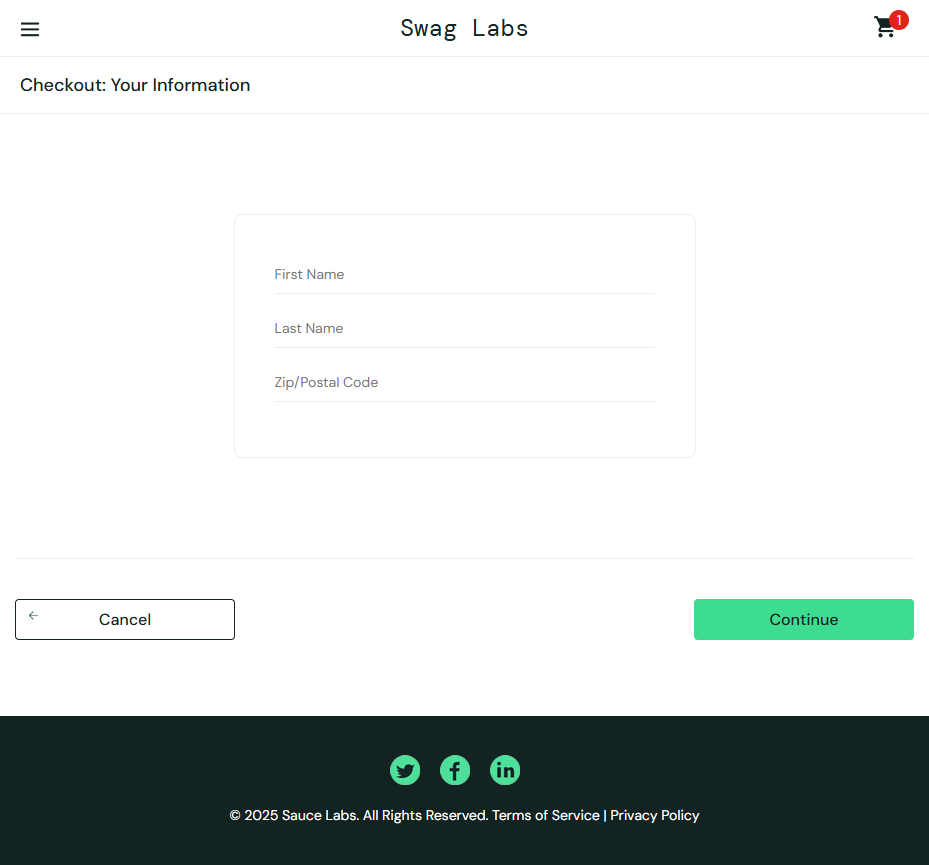 Swag Labs
1
Checkout: Your Information
First Name
Last Name
Zip/Postal Code
Cancel
Continue
© 2025 Sauce Labs. All Rights Reserved. Terms of Service | Privacy Policy